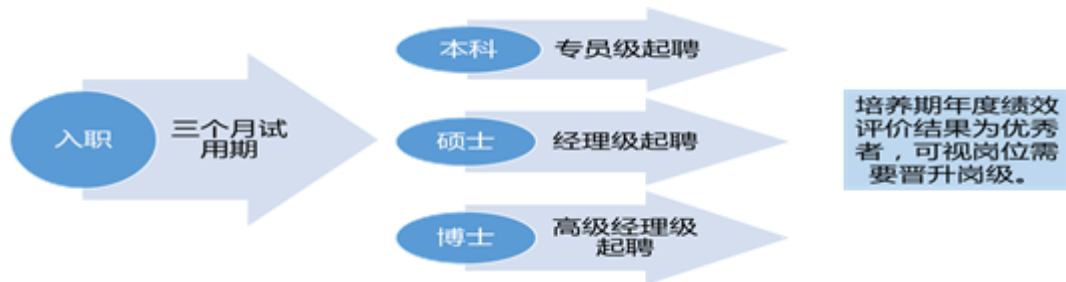 入职
三个月试
用期
本科
专员级起聘
硕士
经理级起聘
博士
高级经理级
起聘
培养期年度绩效
评价结果为优秀
者，可视岗位需
要晋升岗级。